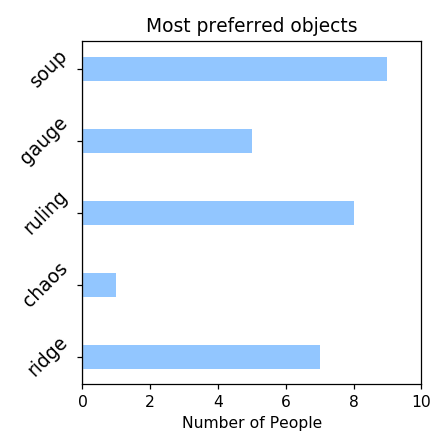 Most preferred objects
soup
gauge
ruling
chaos
ridge
0 2 4 6 8 10
Number of People